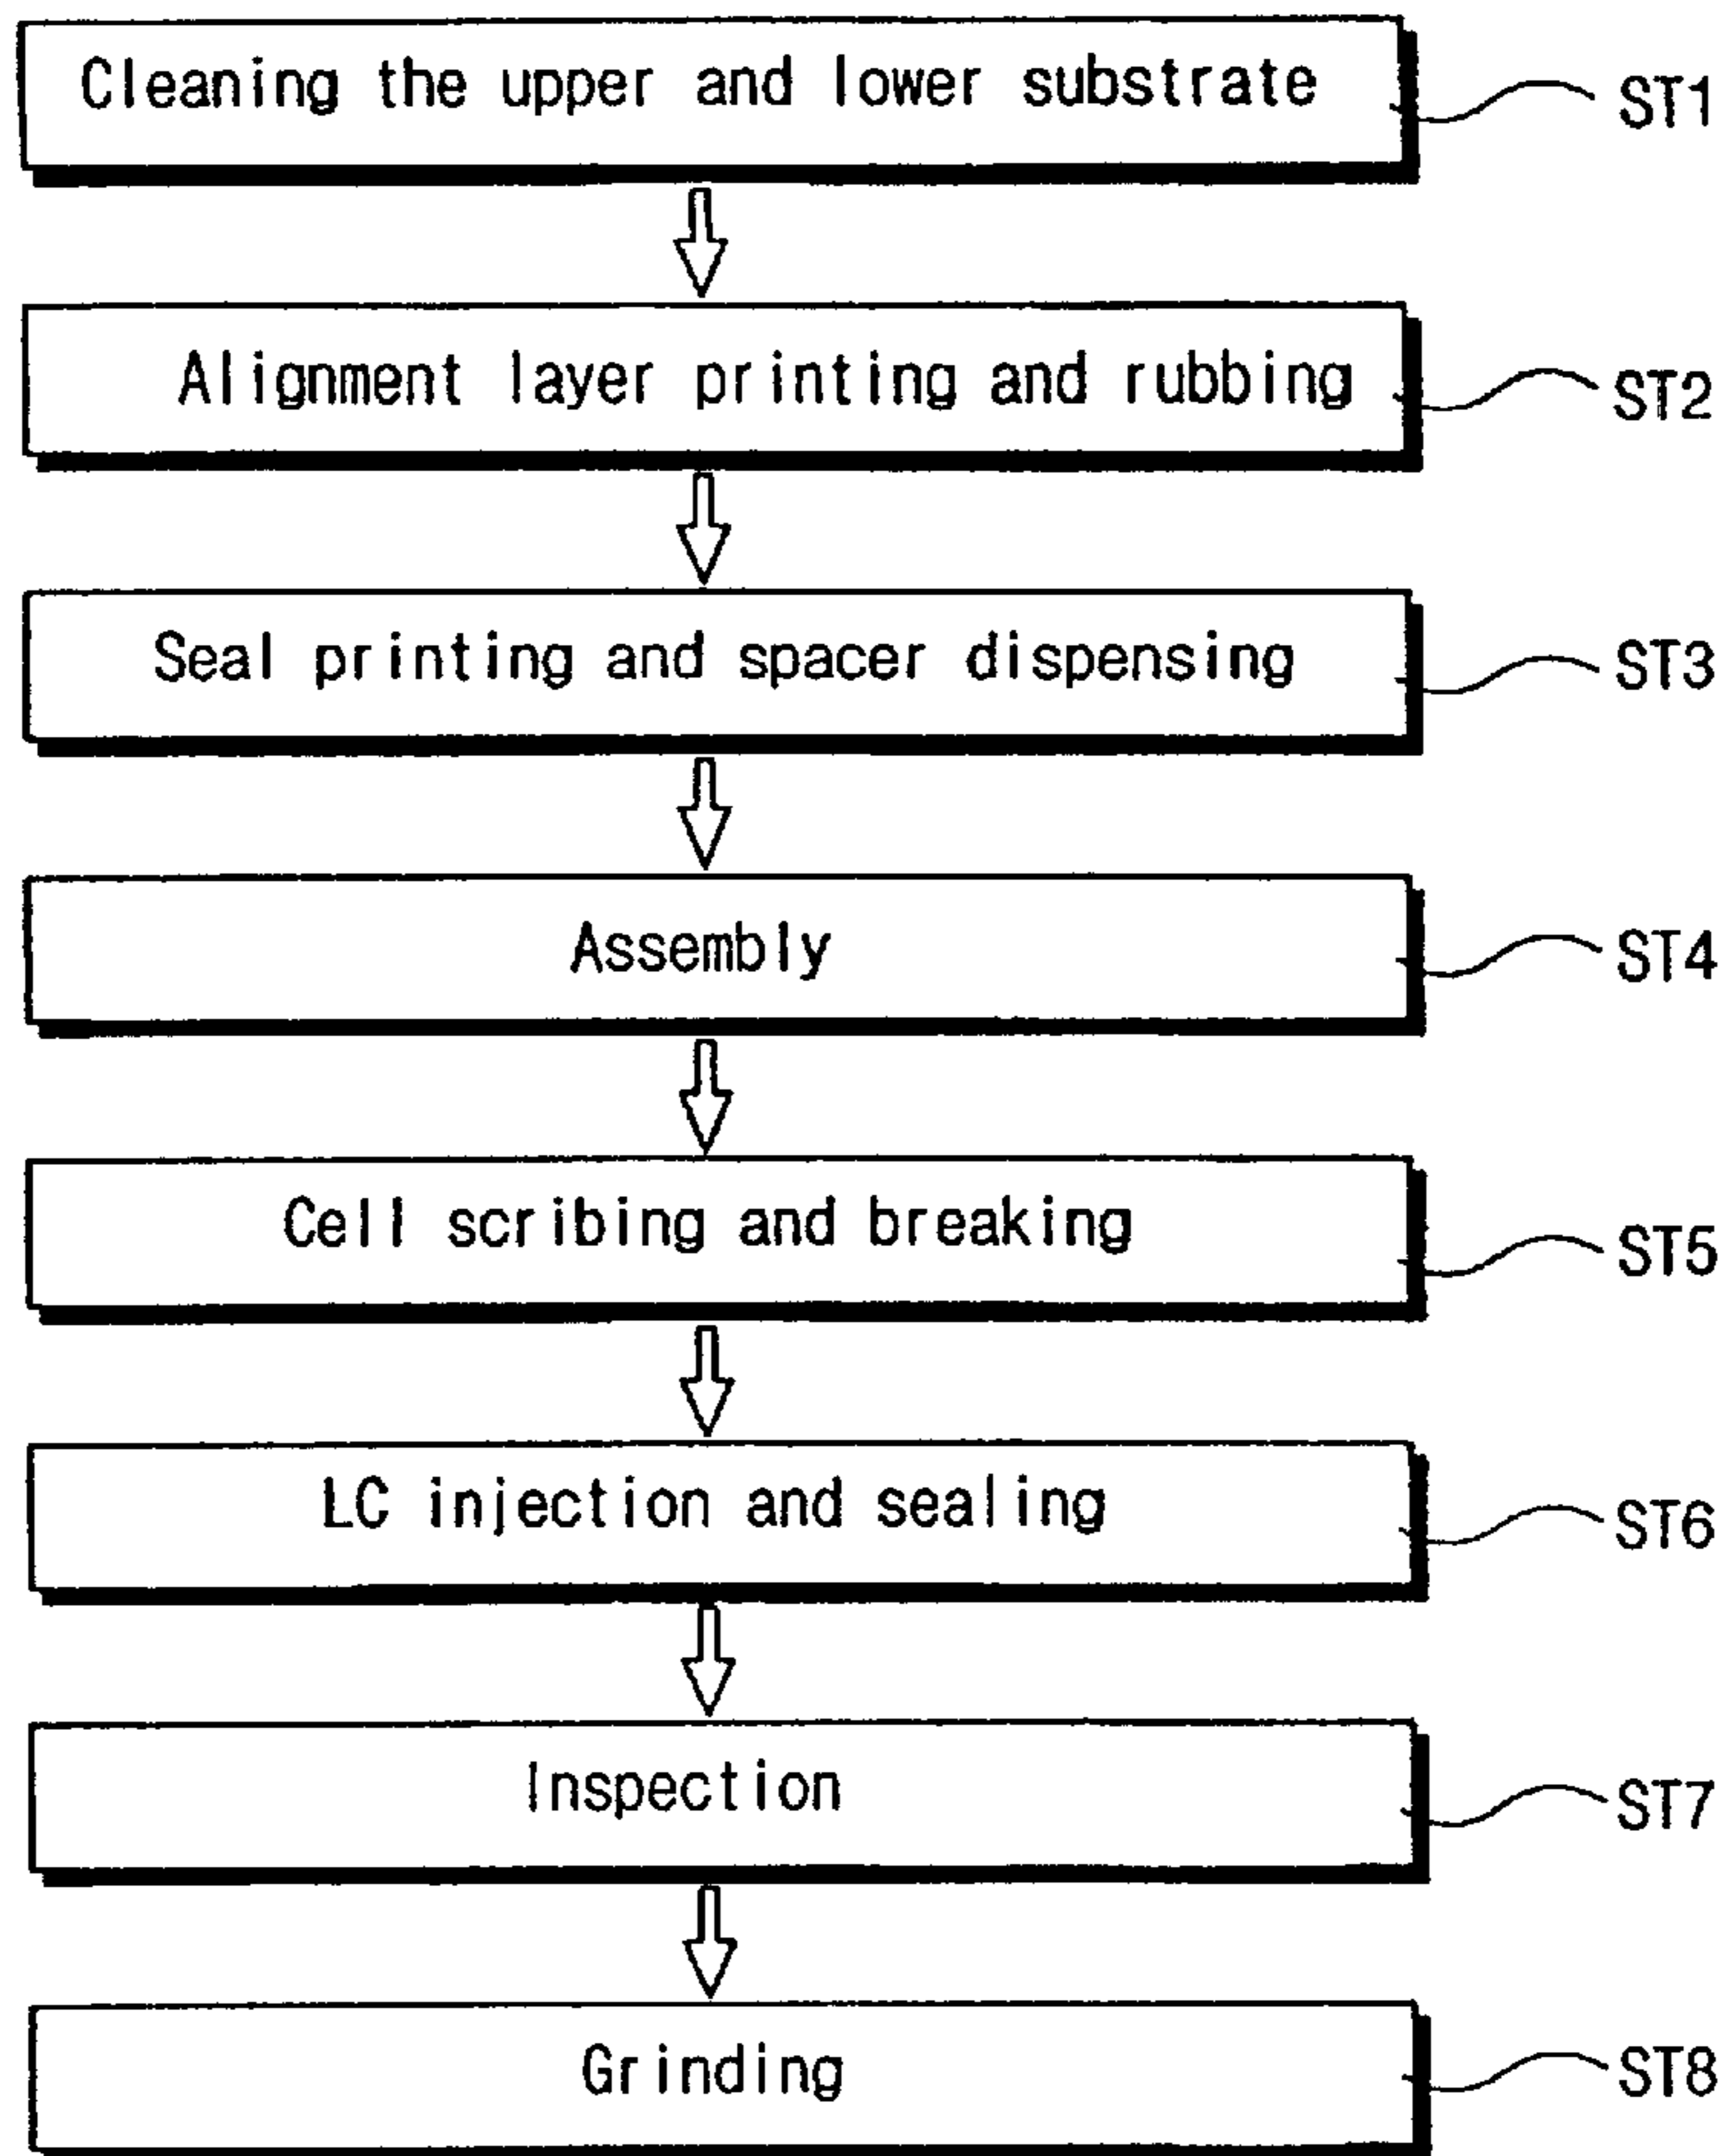 Cleaning the upper and lower substrate ST1
Alignment layer printing and rubbing ST2
Seal printing and spacer dispensing ST3
Assembly ST4
Cell scribing and breaking ST5
LC injection and sealing ST6
Inspection ST7
Grinding ST8